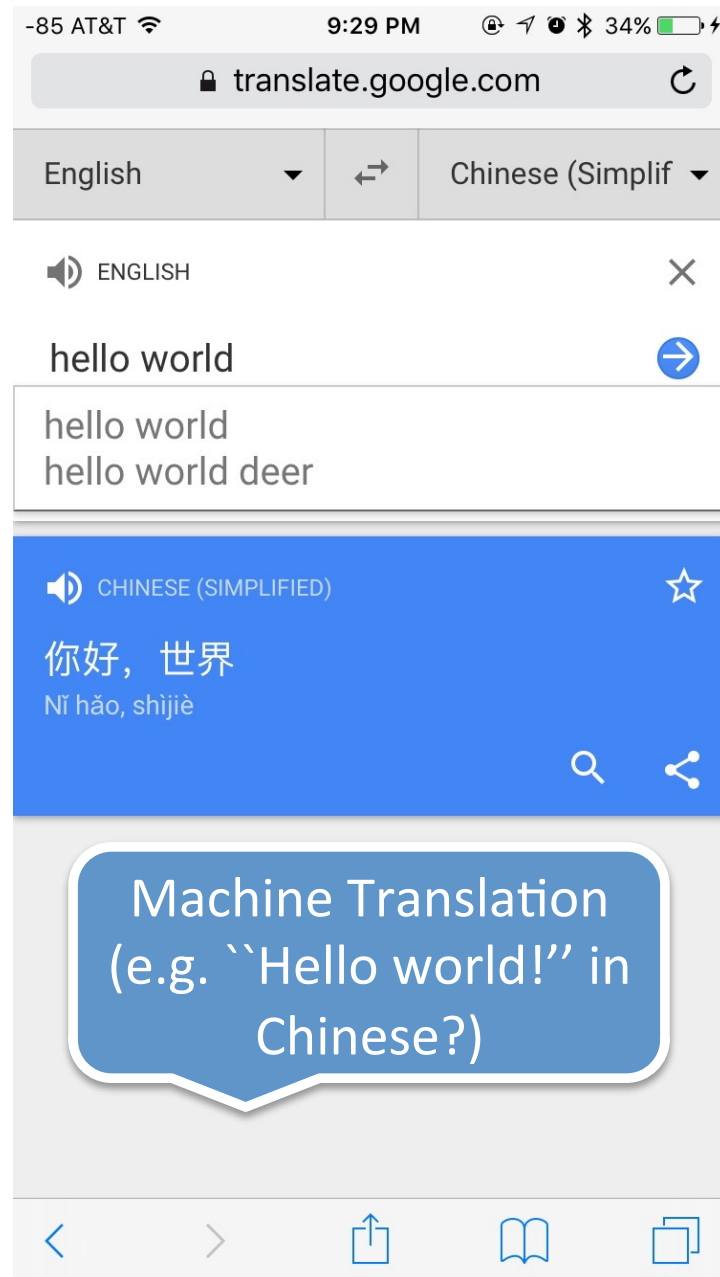 -85 AT&T 9:29 PM 34%
translate.google.com
English Chinese (Simplif
ENGLISH
hello world
hello world
hello world deer
CHINESE (SIMPLIFIED)
你好，世界
Nǐ hǎo, shìjiè
Machine Translation
(e.g. ``Hello world!’’ in
Chinese?)